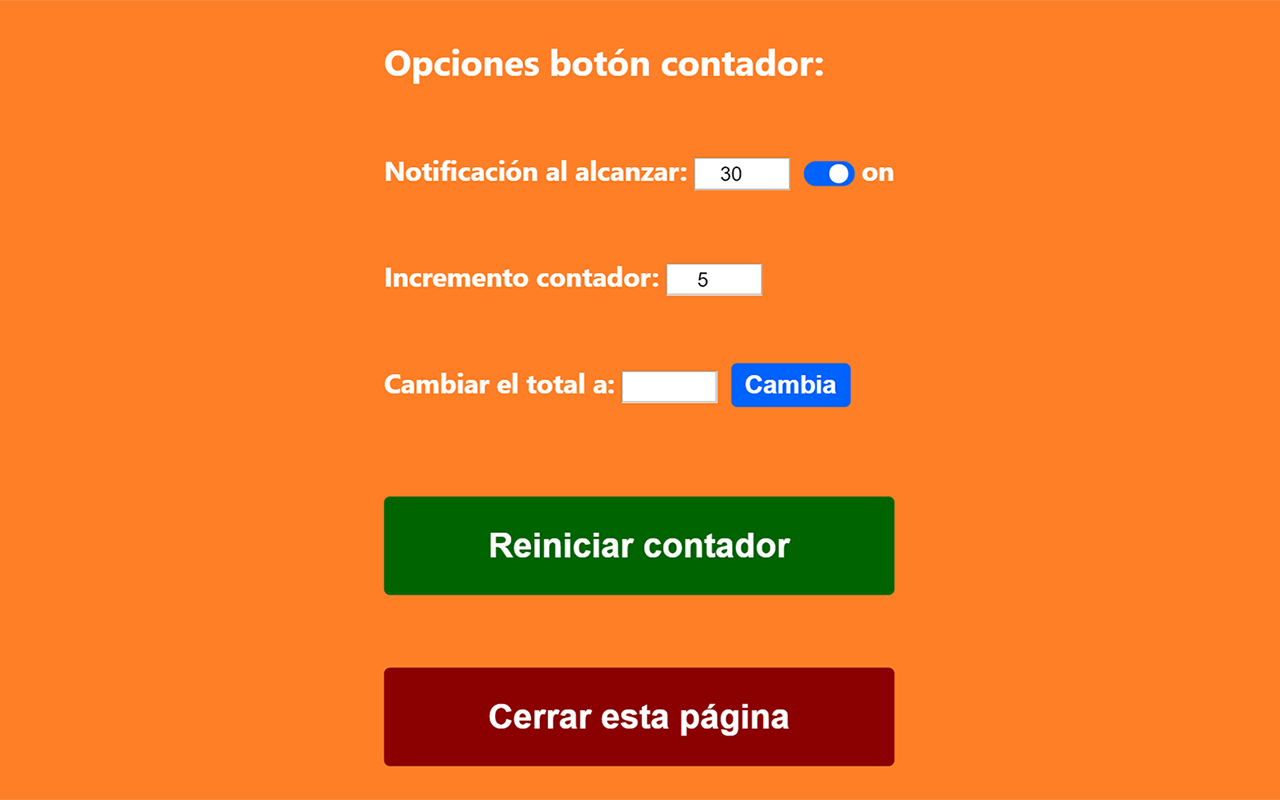 Opciones botón contador:
Notificación al alcanzar: 30 on
Incremento contador: 5
Cambiar el total a: Cambia
Reiniciar contador
Cerrar esta página